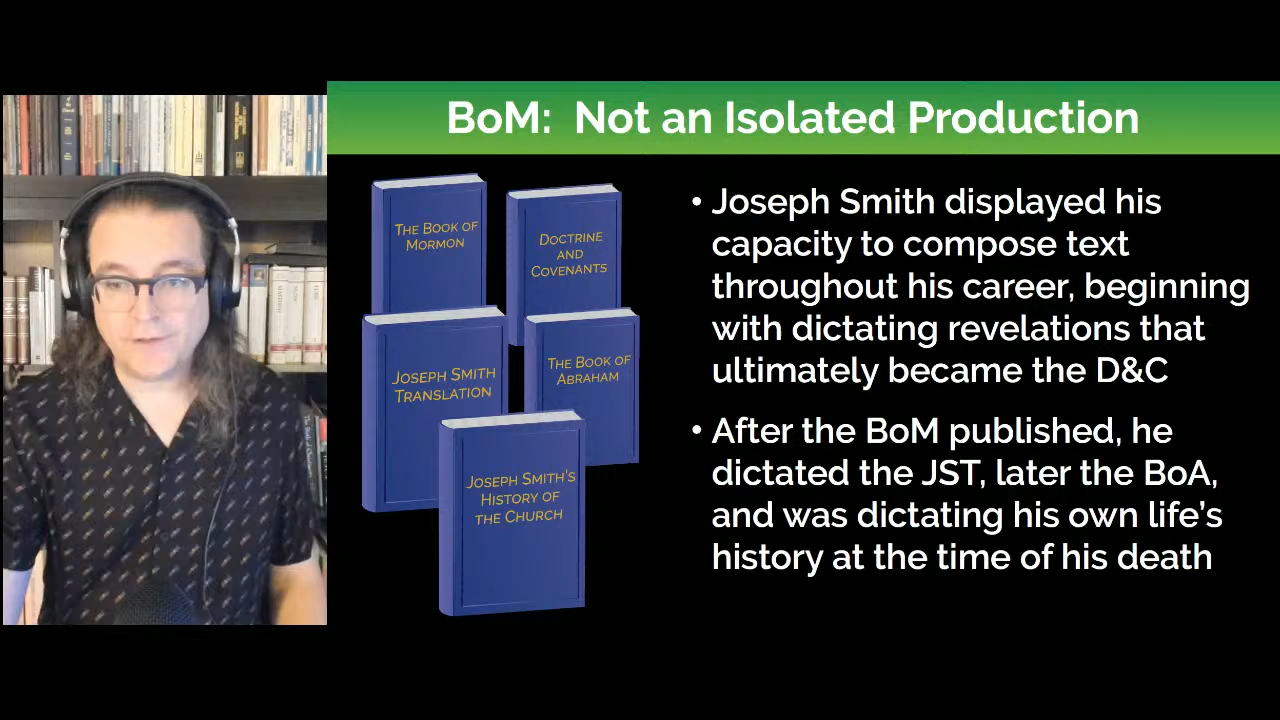 BoM: Not an Isolated Production
THE BOOK OF
MORMON
DOCTRINE
AND
COVENANTS
JOSEPH SMITH
TRANSLATION
THE BOOK OF
ABRAHAM
JOSEPH SMITH'S
HISTORY OF
THE CHURCH
• Joseph Smith displayed his
capacity to compose text
throughout his career, beginning
with dictating revelations that
ultimately became the D&C
• After the BoM published, he
dictated the JST, later the BoA,
and was dictating his own life’s
history at the time of his death